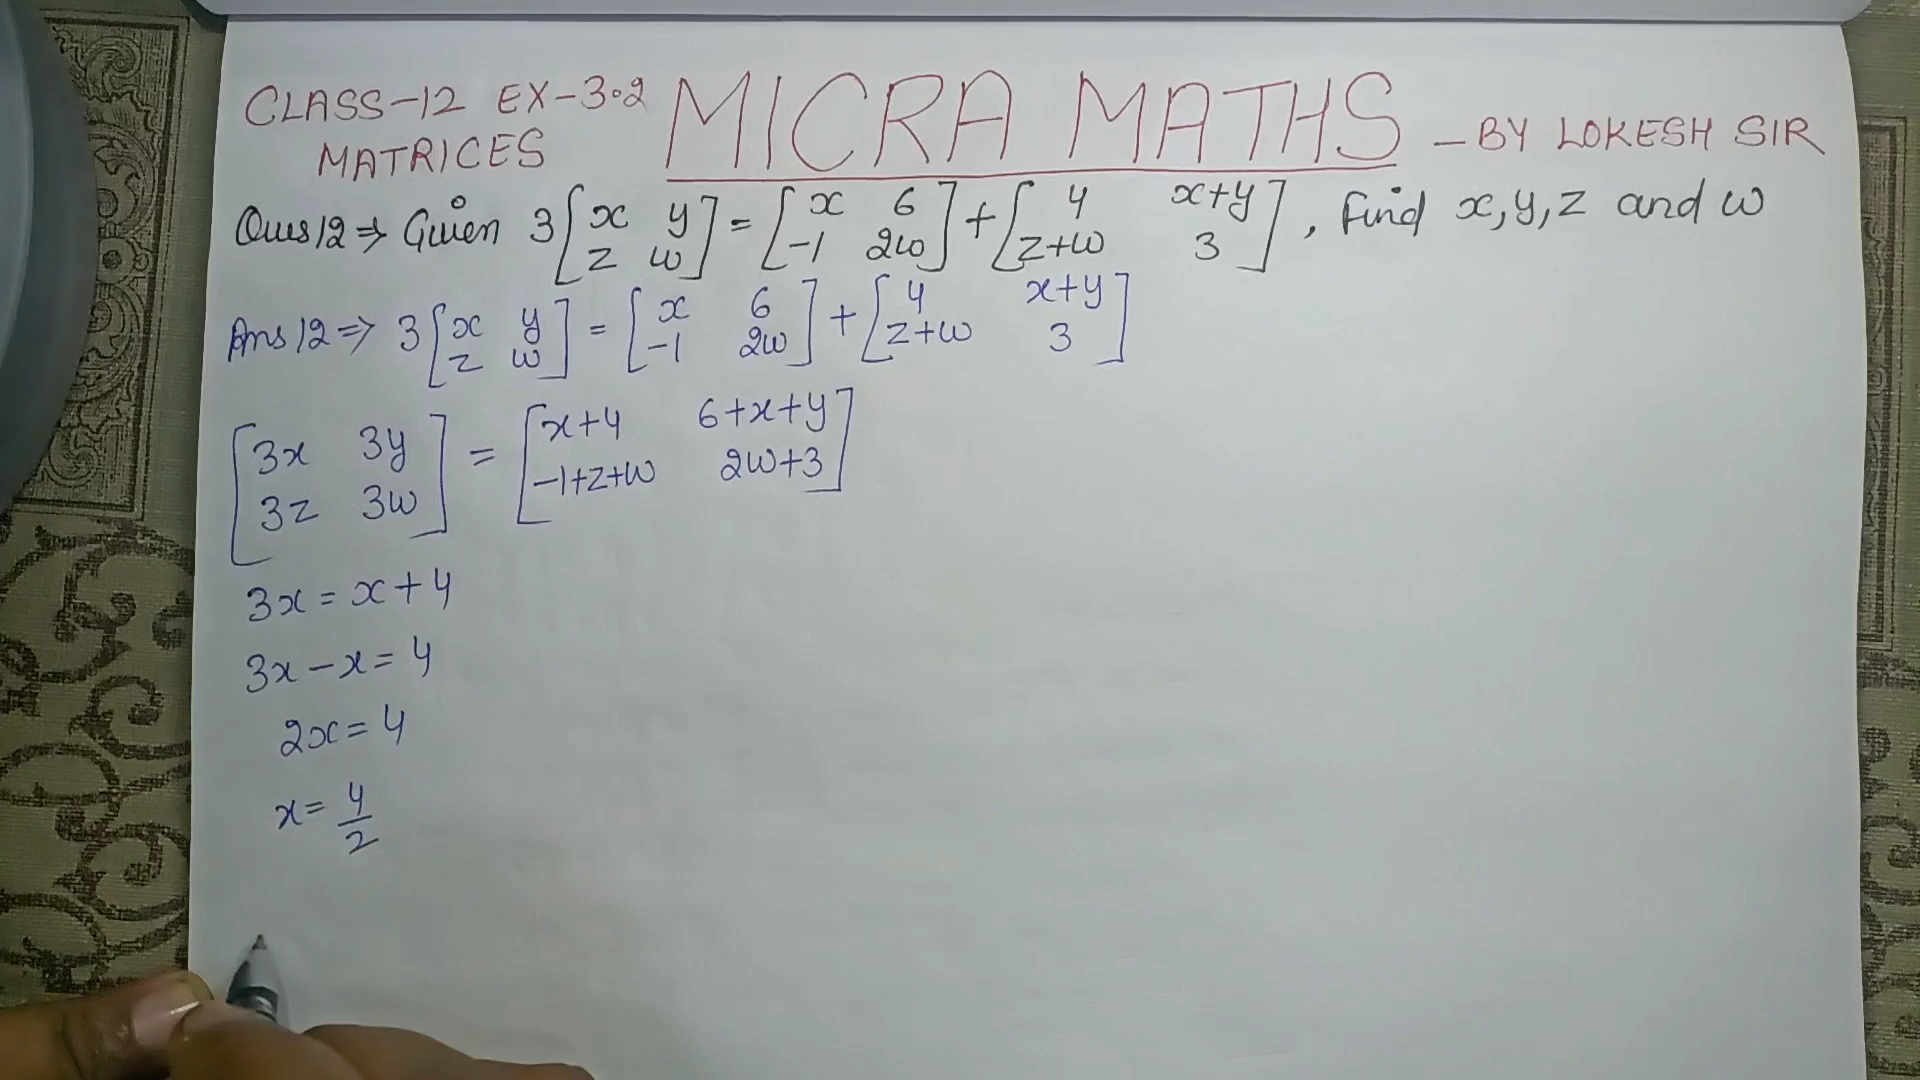 CLASS-12 EX-3.2 MICRA MATHS - BY LOKESH SIR
MATRICES
Ques 12 ⇒ Given 3 [x y; z w] = [x 6; -1 2w] + [4 x+y; z+w 3], Find x, y, z and w
Ans 12 ⇒ 3 [x y; z w] = [x 6; -1 2w] + [4 x+y; z+w 3]
[3x 3y; 3z 3w] = [x+4 6+x+y; -1+z+w 2w+3]
3x = x+4
3x - x = 4
2x = 4
x = 4/2